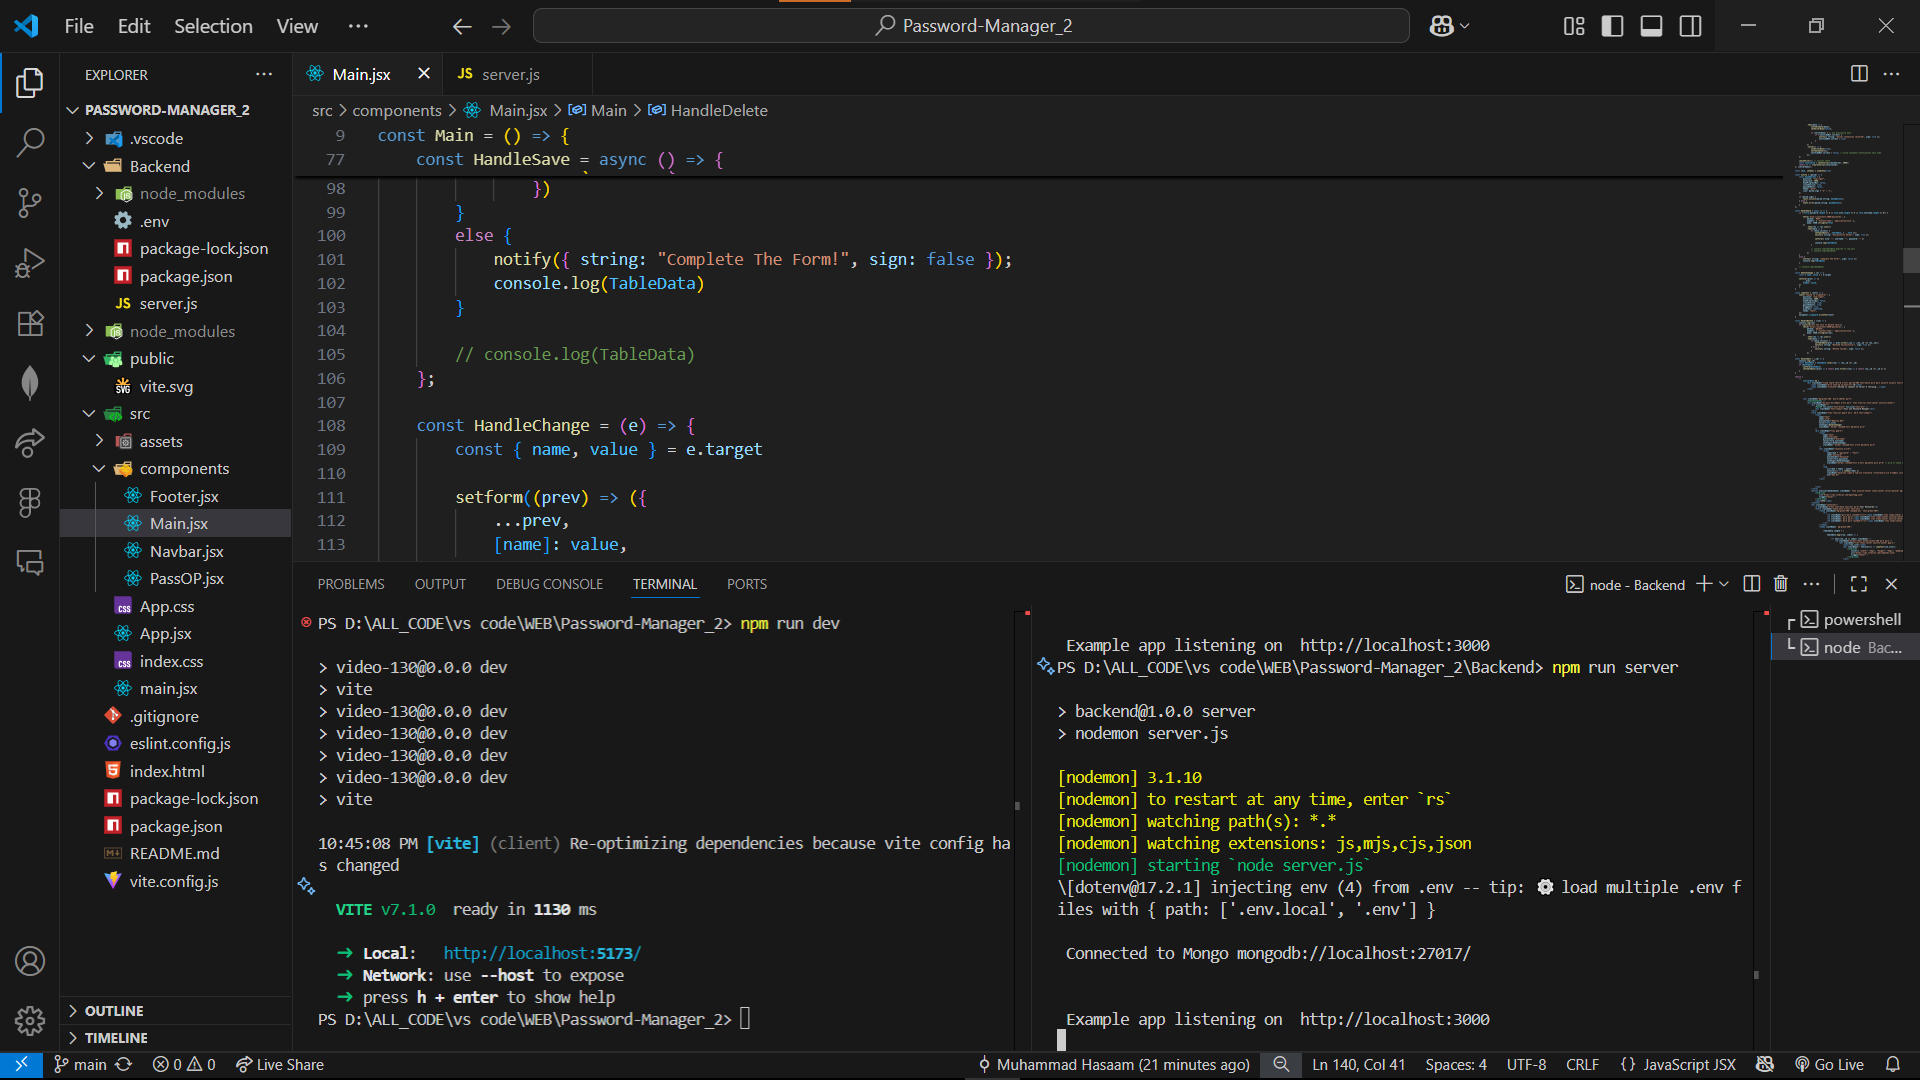 File Edit Selection View ···
Password-Manager_2
EXPLORER
PASSWORD-MANAGER_2
.vscode
Backend
node_modules
.env
package-lock.json
package.json
JS server.js
node_modules
public
SVG vite.svg
src
assets
components
Footer.jsx
Main.jsx
Navbar.jsx
PassOP.jsx
CSS App.css
App.jsx
CSS index.css
main.jsx
.gitignore
eslint.config.js
index.html
package-lock.json
package.json
README.md
vite.config.js
OUTLINE
TIMELINE
Main.jsx
JS server.js
src > components > Main.jsx > Main > HandleDelete
9 const Main = () => {
77 const HandleSave = async () => {
98 })
99 }
100 else {
101 notify({ string: "Complete The Form!", sign: false });
102 console.log(TableData)
103 }
104
105 // console.log(TableData)
106 };
107
108 const HandleChange = (e) => {
109 const { name, value } = e.target
110
111 setform((prev) => ({
112 ...prev,
113 [name]: value,
PROBLEMS OUTPUT DEBUG CONSOLE TERMINAL PORTS
node - Backend
PS D:\ALL_CODE\vs code\WEB\Password-Manager_2> npm run dev
> video-130@0.0.0 dev
> vite
> video-130@0.0.0 dev
> video-130@0.0.0 dev
> video-130@0.0.0 dev
> video-130@0.0.0 dev
> vite
10:45:08 PM [vite] (client) Re-optimizing dependencies because vite config ha
s changed
VITE v7.1.0 ready in 1130 ms
➜ Local: http://localhost:5173/
➜ Network: use --host to expose
➜ press h + enter to show help
PS D:\ALL_CODE\vs code\WEB\Password-Manager_2>
Example app listening on http://localhost:3000
PS D:\ALL_CODE\vs code\WEB\Password-Manager_2\Backend> npm run server
> backend@1.0.0 server
> nodemon server.js
[nodemon] 3.1.10
[nodemon] to restart at any time, enter `rs`
[nodemon] watching path(s): *.*
[nodemon] watching extensions: js,mjs,cjs,json
[nodemon] starting `node server.js`
\[dotenv@17.2.1] injecting env (4) from .env -- tip: ⚙ load multiple .env f
iles with { path: ['.env.local', '.env'] }
Connected to Mongo mongodb://localhost:27017/
Example app listening on http://localhost:3000
powershell
node Bac...
main 0 0 Live Share
Muhammad Hasaam (21 minutes ago) Ln 140, Col 41 Spaces: 4 UTF-8 CRLF {} JavaScript JSX Go Live